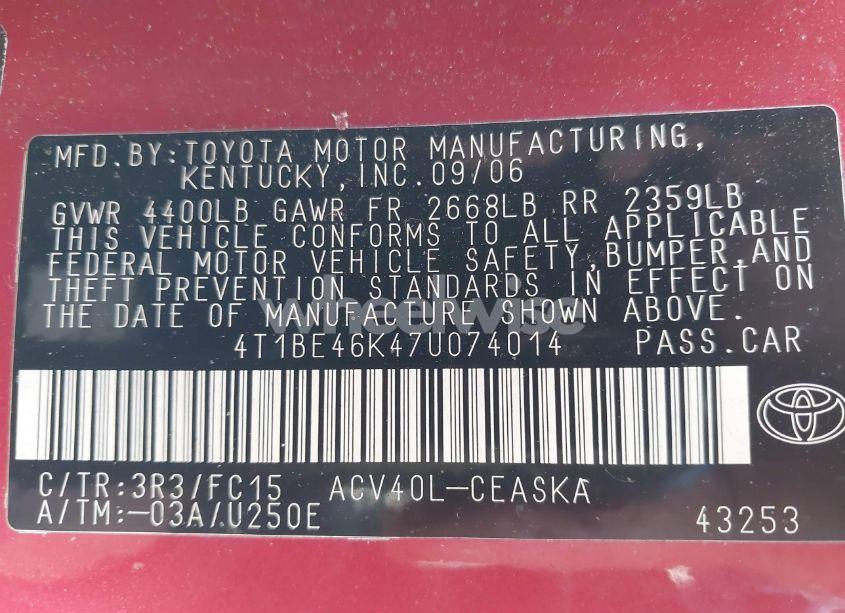 MFD.BY:TOYOTA MOTOR MANUFACTURING,
KENTUCKY,INC.09/06
GVWR 4400LB GAWR FR 2668LB RR 2359LB
THIS VEHICLE CONFORMS TO ALL APPLICABLE
FEDERAL MOTOR VEHICLE SAFETY,BUMPER,AND
THEFT PREVENTION STANDARDS IN EFFECT ON
THE DATE OF MANUFACTURE SHOWN ABOVE.
wheelwise
4T1BE46K47U074014 PASS.CAR
C/TR:3R3/FC15 ACV40L-CEASKA
A/TM:-03A/U250E 43253